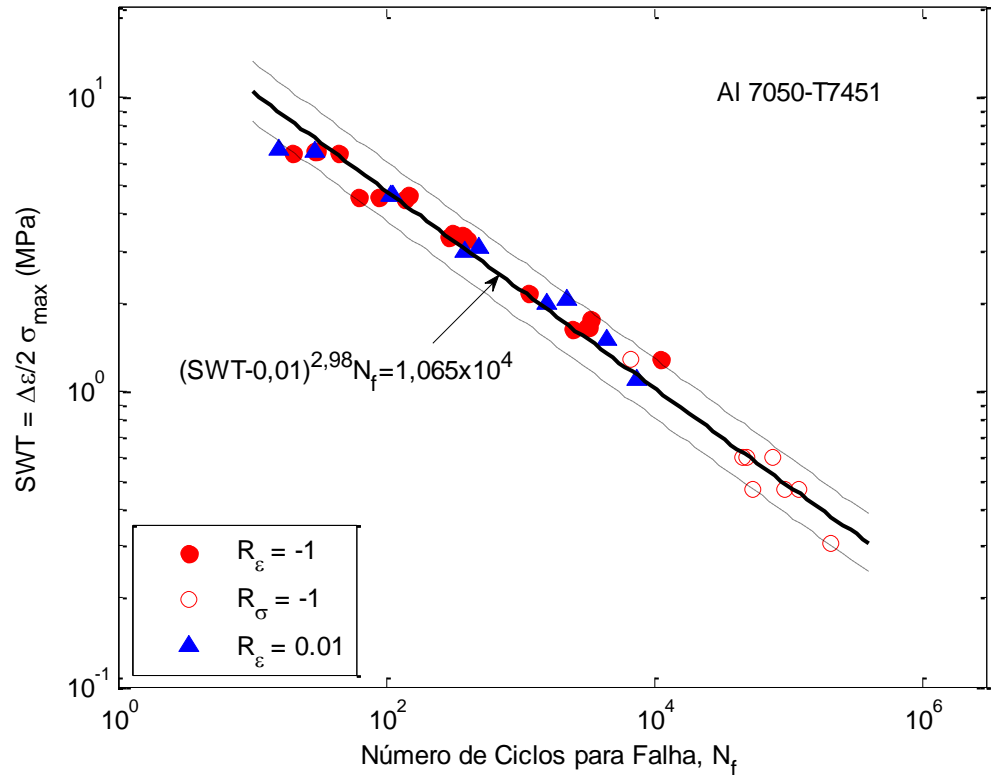 Al 7050-T7451
10^1
10^0
10^-1
SWT = Δε/2 σ_max (MPa)
(SWT-0,01)^2,98 N_f=1,065x10^4
R_ε = -1
R_σ = -1
R_ε = 0.01
10^0
10^2
10^4
10^6
Número de Ciclos para Falha, N_f